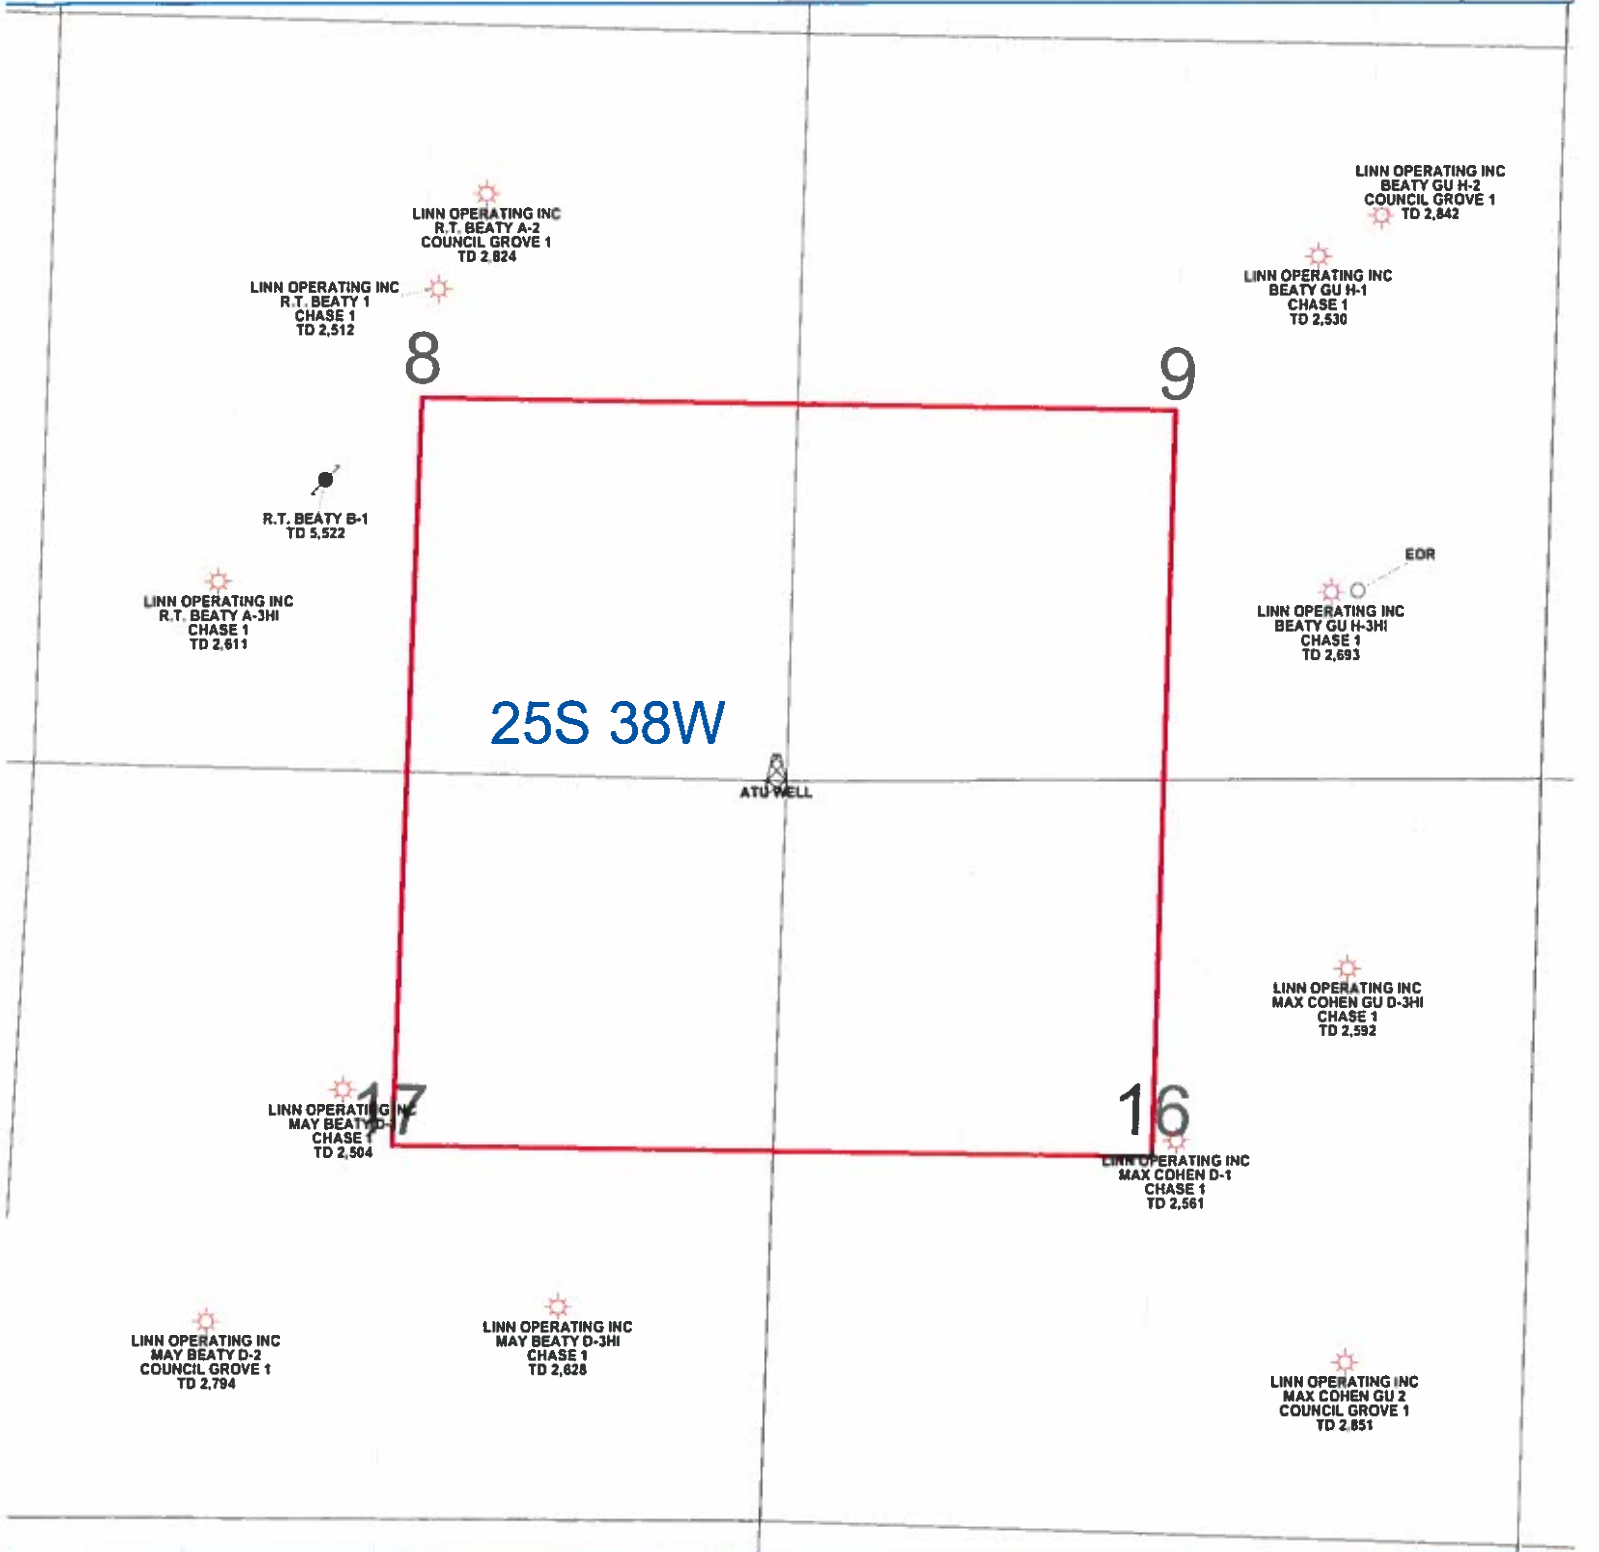 LINN OPERATING INC
BEATY GU H-2
COUNCIL GROVE 1
TD 2,842
LINN OPERATING INC
R.T. BEATY A-2
COUNCIL GROVE 1
TD 2,824
LINN OPERATING INC
BEATY GU H-1
CHASE 1
TD 2,530
LINN OPERATING INC
R.T. BEATY 1
CHASE 1
TD 2,512
8
9
R.T. BEATY B-1
TD 5,522
EOR
LINN OPERATING INC
R.T. BEATY A-3HI
CHASE 1
TD 2,611
LINN OPERATING INC
BEATY GU H-3HI
CHASE 1
TD 2,693
25S 38W
ATU WELL
LINN OPERATING INC
MAX COHEN GU D-3HI
CHASE 1
TD 2,592
17
LINN OPERATING INC
MAY BEATY
CHASE 1
TD 2,504
16
LINN OPERATING INC
MAX COHEN D-1
CHASE 1
TD 2,561
LINN OPERATING INC
MAY BEATY D-2
COUNCIL GROVE 1
TD 2,794
LINN OPERATING INC
MAY BEATY D-3HI
CHASE 1
TD 2,628
LINN OPERATING INC
MAX COHEN GU 2
COUNCIL GROVE 1
TD 2,851